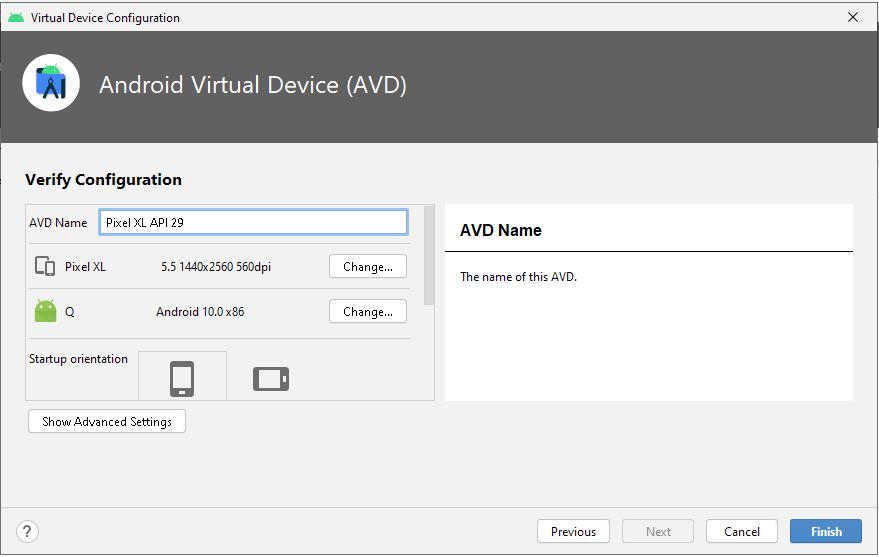 Virtual Device Configuration
Android Virtual Device (AVD)
Verify Configuration
AVD Name Pixel XL API 29
Pixel XL 5.5 1440x2560 560dpi Change...
Q Android 10.0 x86 Change...
Startup orientation
Show Advanced Settings
AVD Name
The name of this AVD.
? Previous Next Cancel Finish